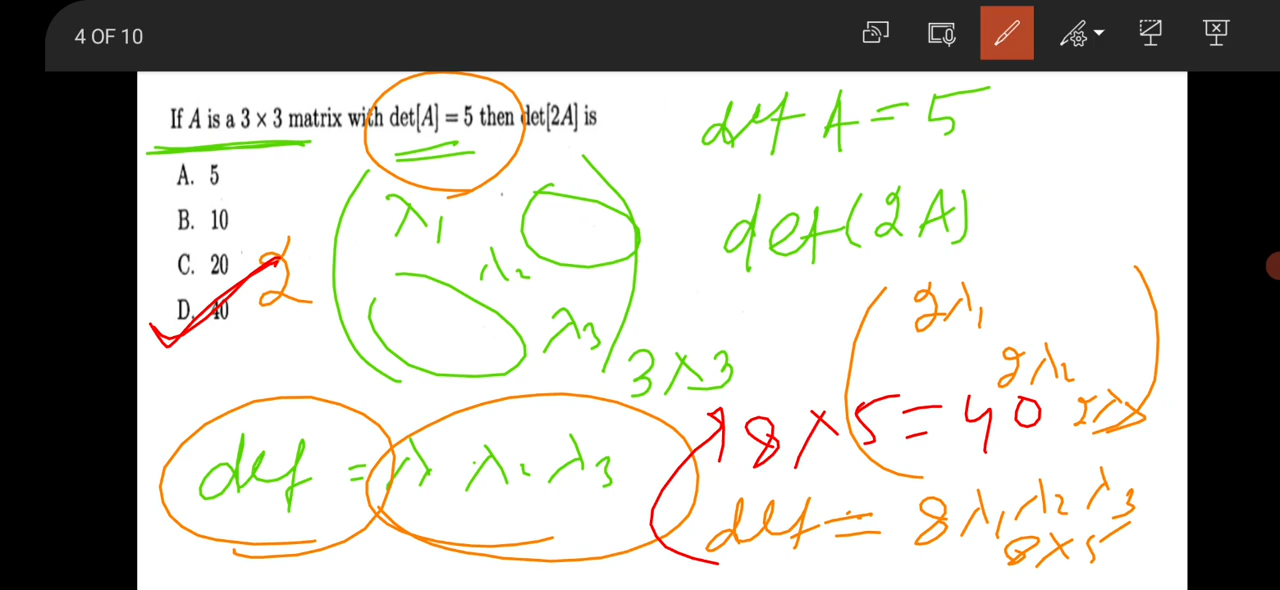 4 OF 10
If A is a 3 × 3 matrix with det[A] = 5 then det[2A] is
A. 5
B. 10
C. 20
D. 40
2
det A = 5
det(2A)
λ1
λ2
λ3
3×3
2λ1
2λ2
8×5=40
det = λ λ2 λ3
det = 8λ1 λ2 λ3
8×5